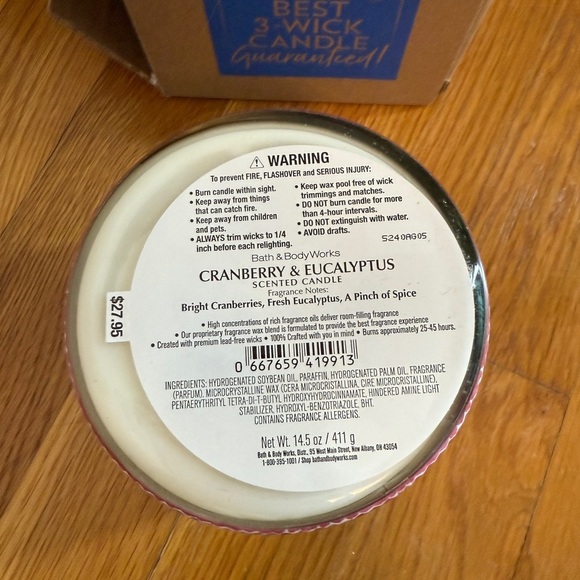 BEST
3-WICK
CANDLE
Guaranteed!
⚠ WARNING
To prevent FIRE, FLASHOVER and SERIOUS INJURY:
• Burn candle within sight.
• Keep away from things
that can catch fire.
• Keep away from children
and pets.
• ALWAYS trim wicks to 1/4
inch before each relighting.
• Keep wax pool free of wick
trimmings and matches.
• DO NOT burn candle for more
than 4-hour intervals.
• DO NOT extinguish with water.
• AVOID drafts.
5240AG05
Bath & Body Works
CRANBERRY & EUCALYPTUS
SCENTED CANDLE
Fragrance Notes:
Bright Cranberries, Fresh Eucalyptus, A Pinch of Spice
• High concentrations of rich fragrance oils deliver room-filling fragrance
• Our proprietary fragrance wax blend is formulated to provide the best fragrance experience
• Created with premium lead-free wicks • 100% Crafted with you in mind • Burns approximately 25-45 hours.
$27.95
0 667659 419913
INGREDIENTS: HYDROGENATED SOYBEAN OIL, PARAFFIN, HYDROGENATED PALM OIL, FRAGRANCE
(PARFUM), MICROCRYSTALLINE WAX (CERA MICROCRISTALLINA, CIRE MICROCRISTALLINE),
PENTAERYTHRITYL TETRA-DI-T-BUTYL HYDROXYHYDROCINNAMATE, HINDERED AMINE LIGHT
STABILIZER, HYDROXYL-BENZOTRIAZOLE, BHT.
CONTAINS FRAGRANCE ALLERGENS.
Net Wt. 14.5 oz / 411 g
Bath & Body Works, Distr., 95 West Main Street, New Albany, OH 43054
1-800-395-1001 / Shop bathandbodyworks.com